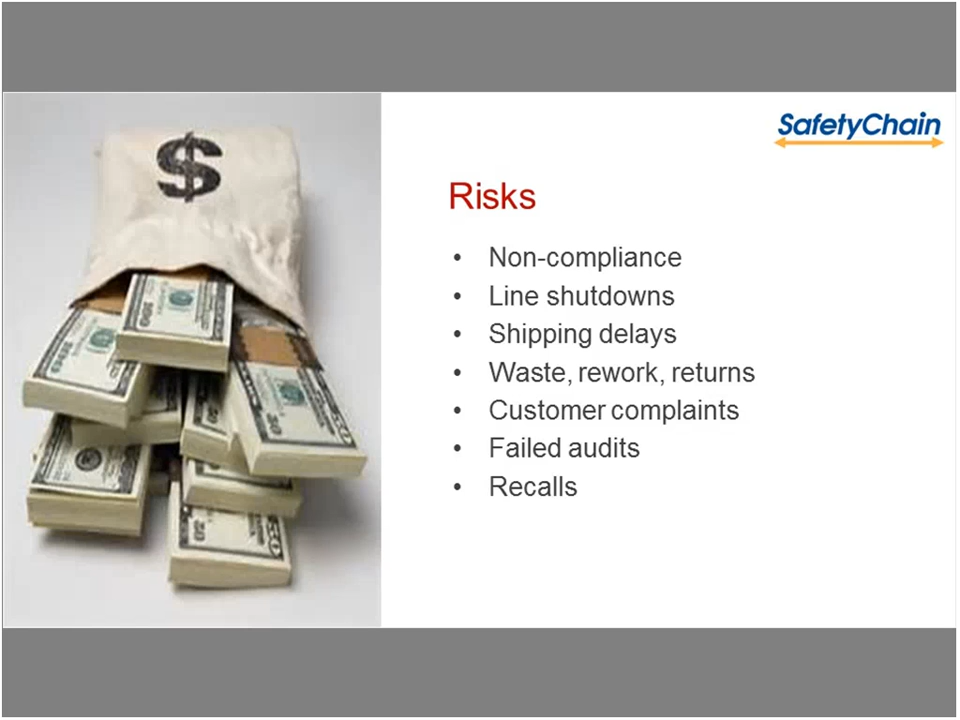 $
SafetyChain
Risks
• Non-compliance
• Line shutdowns
• Shipping delays
• Waste, rework, returns
• Customer complaints
• Failed audits
• Recalls